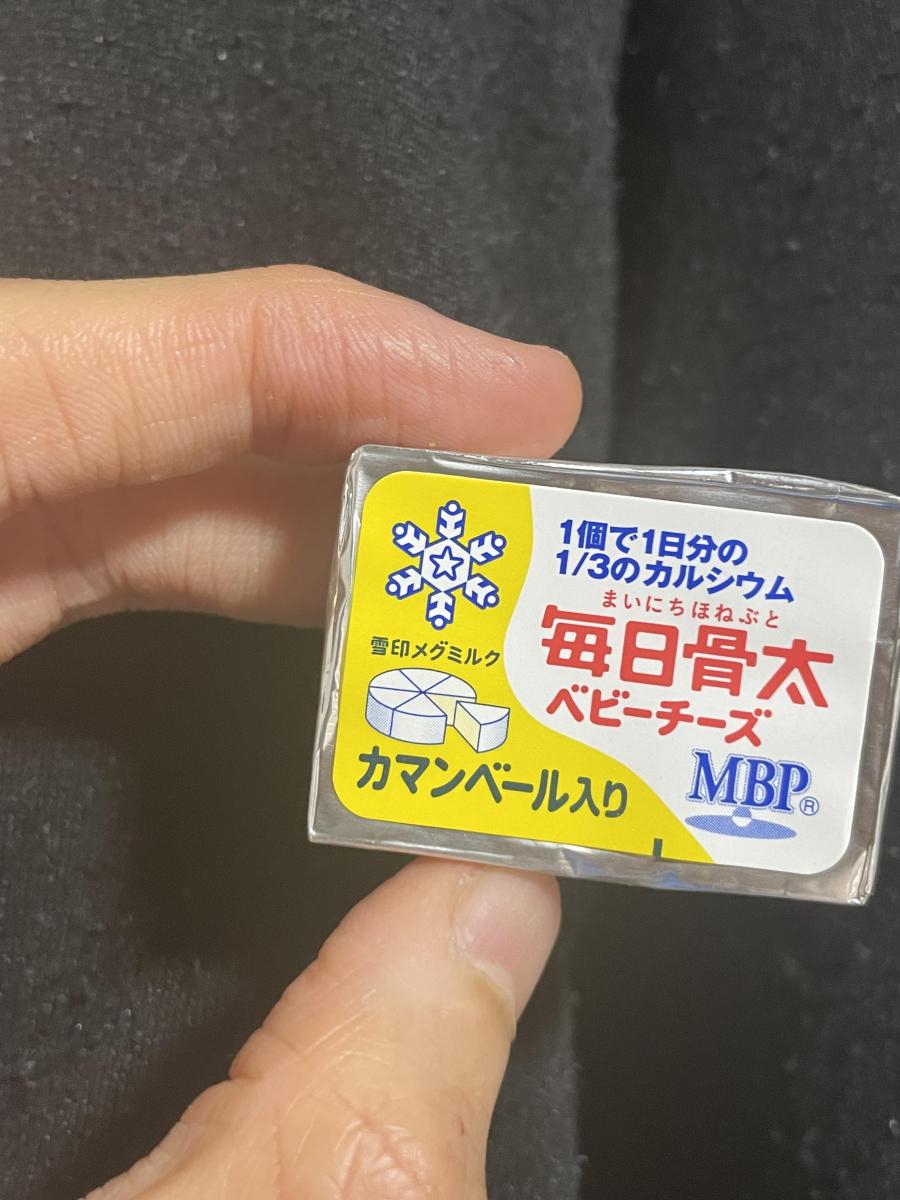 雪印メグミルク
カマンベール入り
1個で1日分の
1/3のカルシウム
まいにちほねぶと
毎日骨太
ベビーチーズ
MBP®